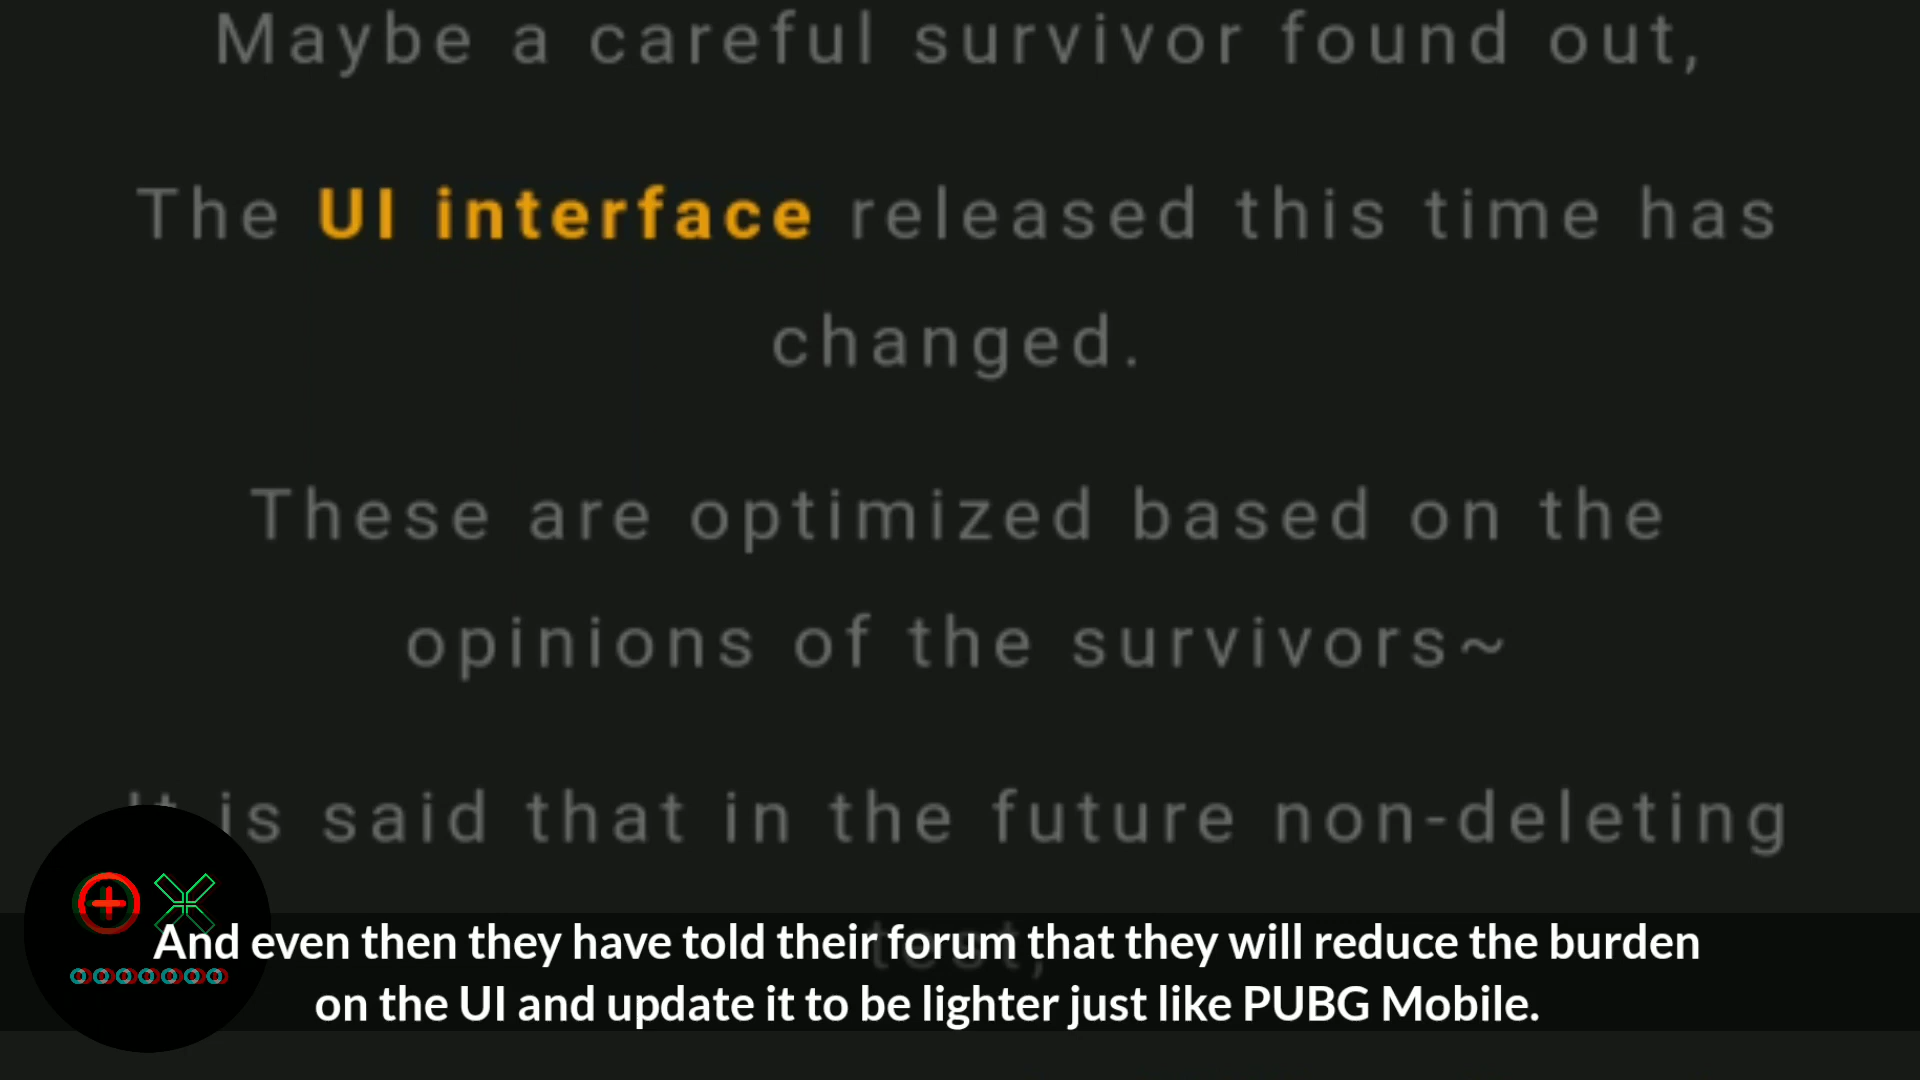 Maybe a careful survivor found out,
The UI interface released this time has
changed.
These are optimized based on the
opinions of the survivors~
It is said that in the future non-deleting
test,
And even then they have told their forum that they will reduce the burden
on the UI and update it to be lighter just like PUBG Mobile.